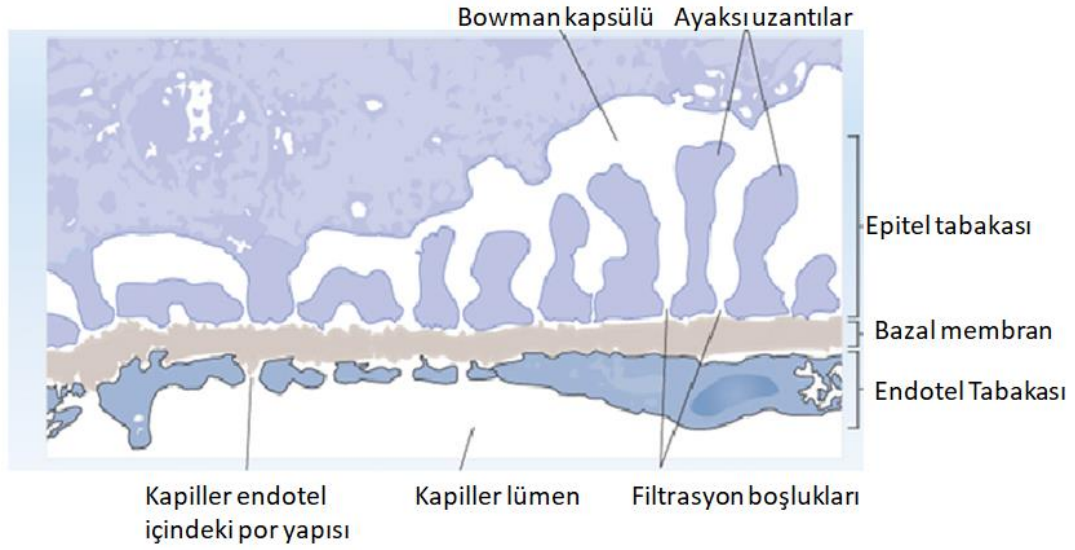 Bowman kapsülü
Ayaksı uzantılar
Epitel tabakası
Bazal membran
Endotel Tabakası
Kapiller endotel
içindeki por yapısı
Kapiller lümen
Filtrasyon boşlukları